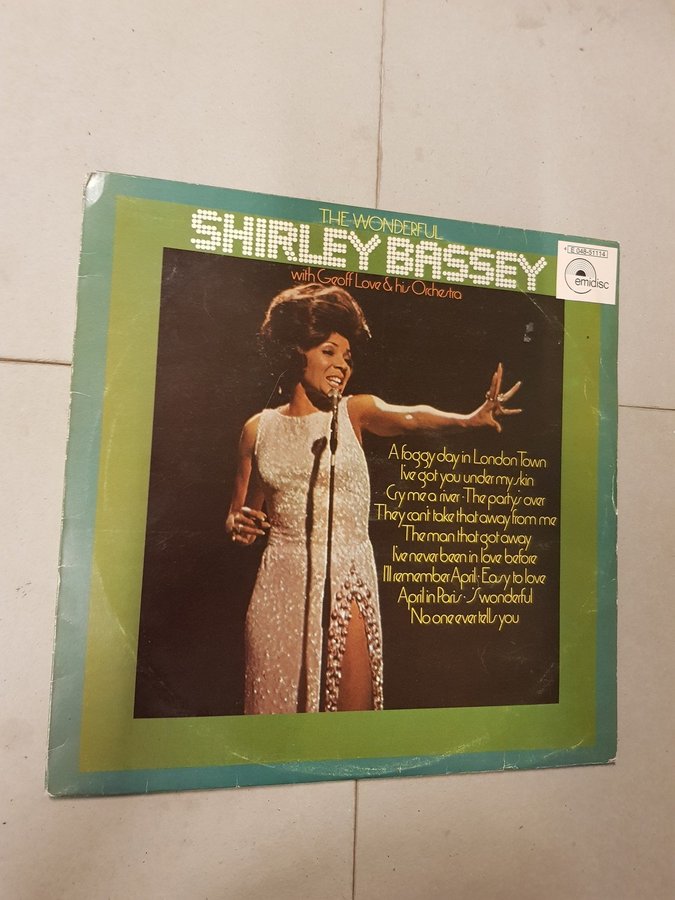 THE WONDERFUL
SHIRLEY BASSEY
with Geoff Love & his Orchestra
+ E 048-51114
emidisc
A foggy day in London Town
I've got you under my skin
Cry me a river · The party's over
They can't take that away from me
The man that got away
I've never been in love before
I'll remember April · Easy to love
April in Paris · 'S wonderful
No one ever tells you